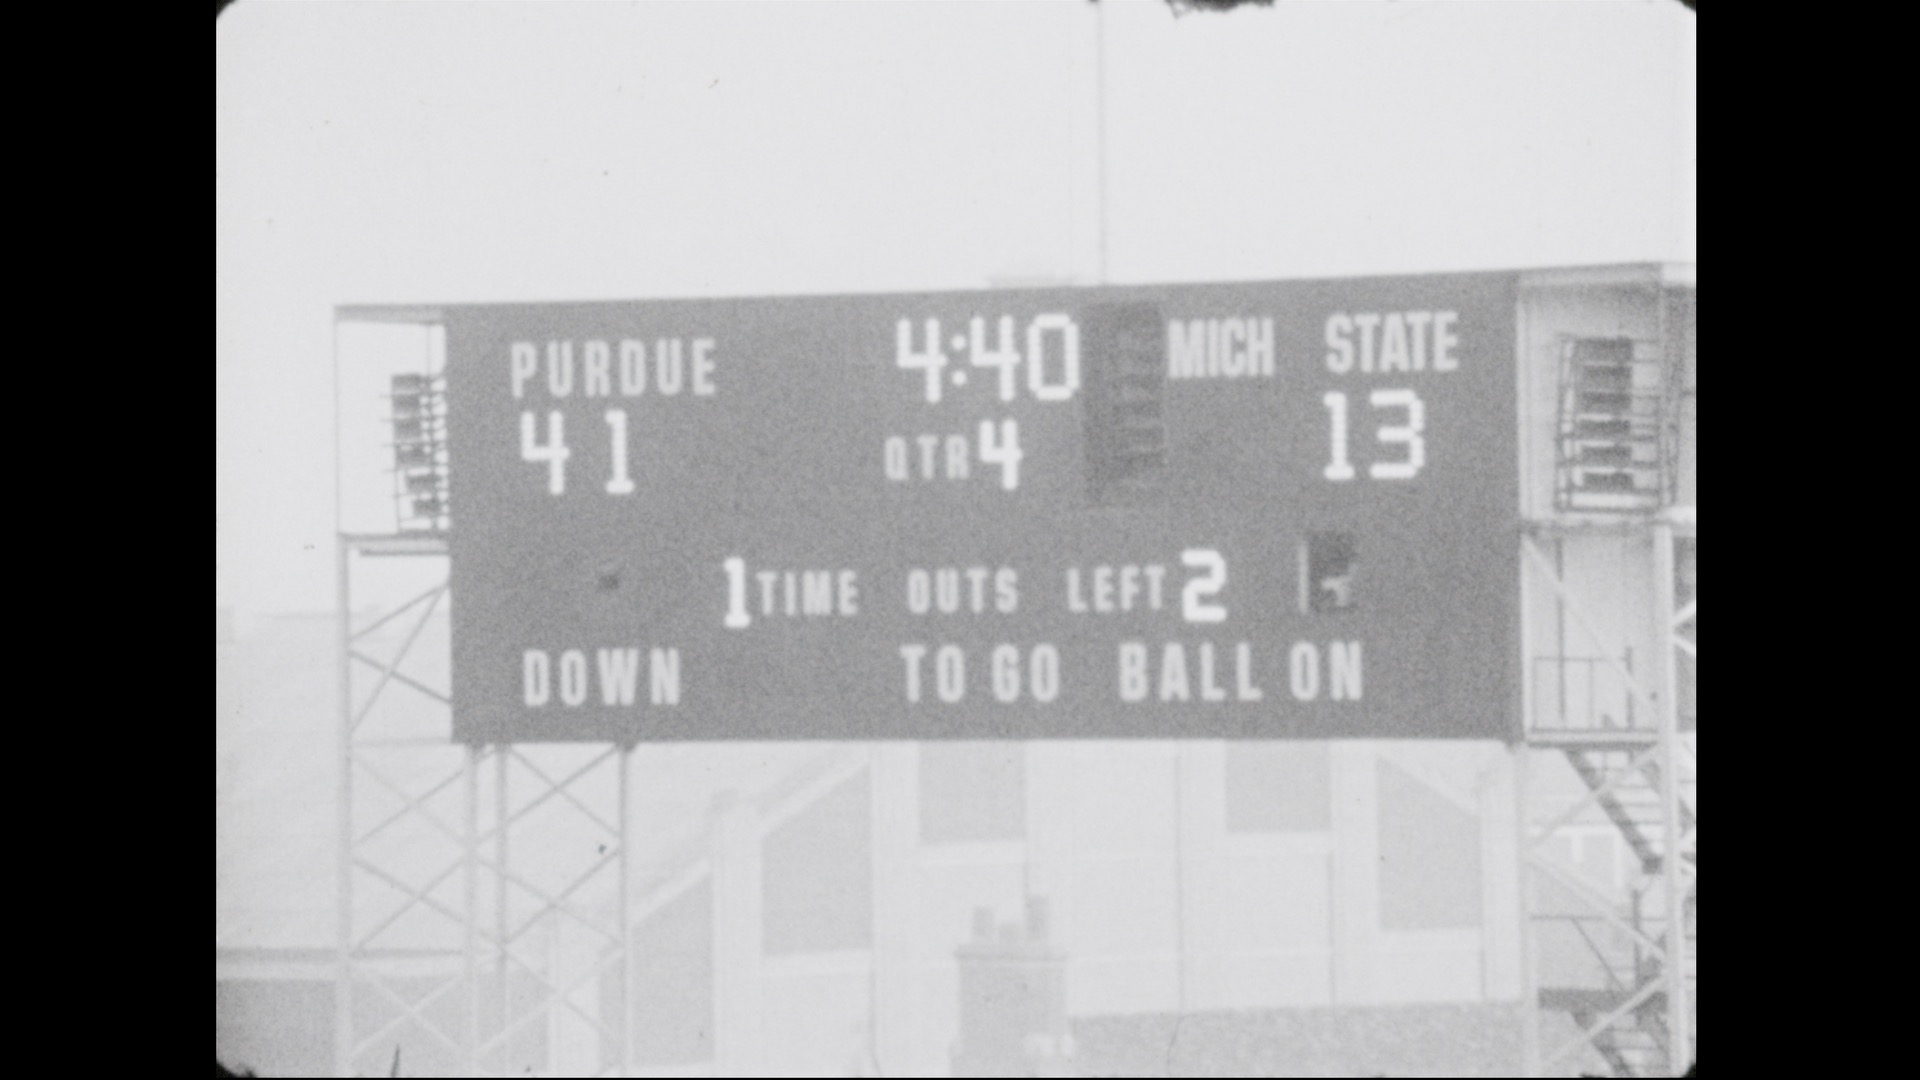 PURDUE 4:40 MICH STATE
41 QTR 4 13
1 TIME OUTS LEFT 2
DOWN TO GO BALL ON